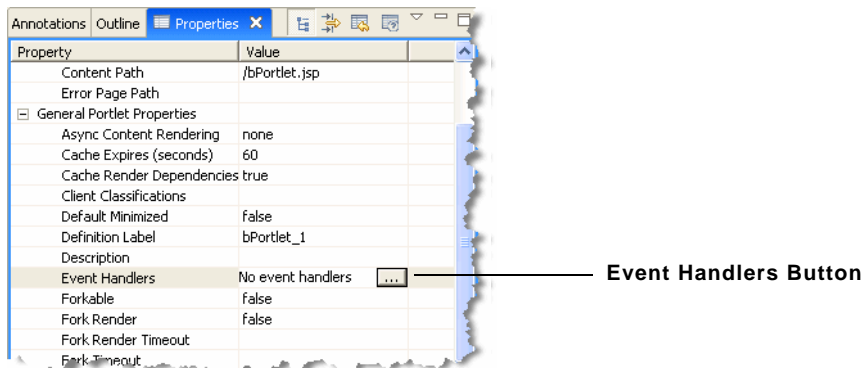 Annotations Outline Properties
Property Value
Content Path /bPortlet.jsp
Error Page Path
General Portlet Properties
Async Content Rendering none
Cache Expires (seconds) 60
Cache Render Dependencies true
Client Classifications
Default Minimized false
Definition Label bPortlet_1
Description
Event Handlers No event handlers ...
Event Handlers Button
Forkable false
Fork Render false
Fork Render Timeout
Fork Timeout